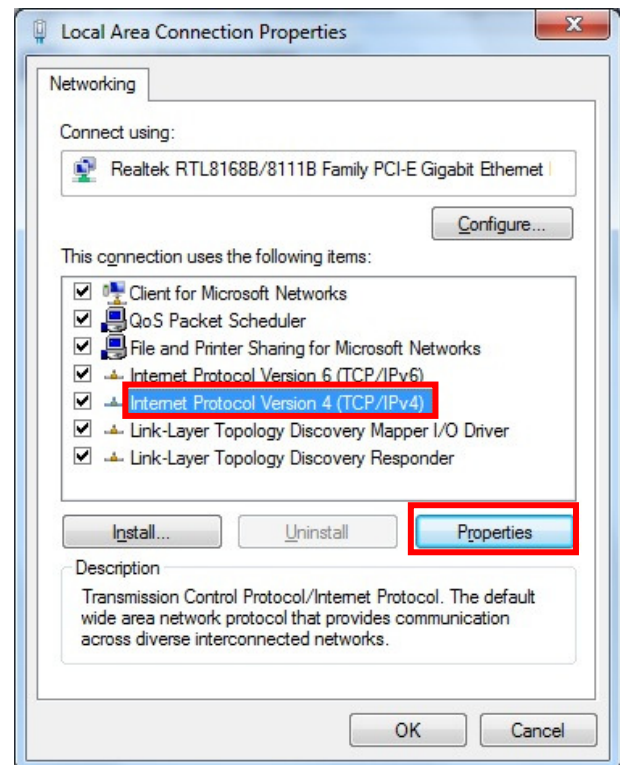 Local Area Connection Properties
Networking
Connect using:
Realtek RTL8168B/8111B Family PCI-E Gigabit Ethernet
Configure...
This connection uses the following items:
Client for Microsoft Networks
QoS Packet Scheduler
File and Printer Sharing for Microsoft Networks
Internet Protocol Version 6 (TCP/IPv6)
Internet Protocol Version 4 (TCP/IPv4)
Link-Layer Topology Discovery Mapper I/O Driver
Link-Layer Topology Discovery Responder
Install... Uninstall Properties
Description
Transmission Control Protocol/Internet Protocol. The default
wide area network protocol that provides communication
across diverse interconnected networks.
OK Cancel